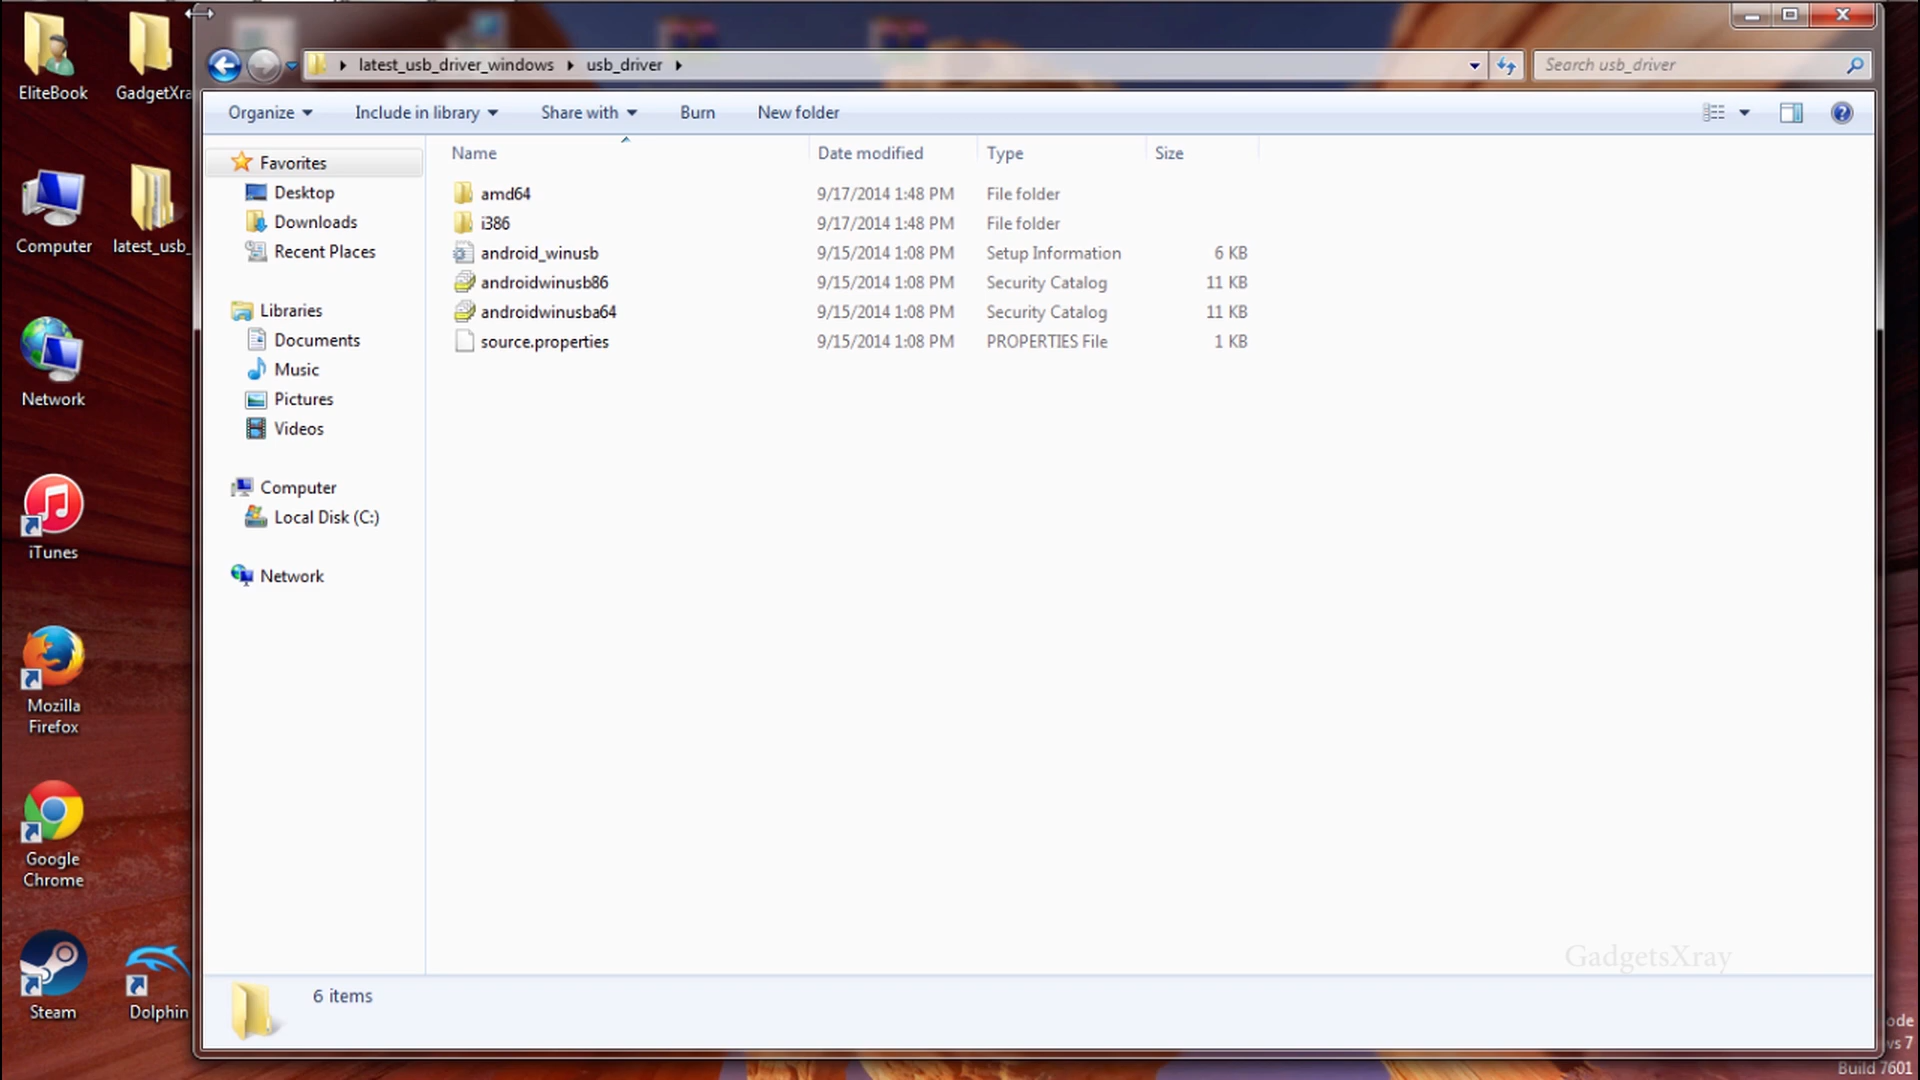 EliteBook
GadgetXra
Computer
latest_usb_
Network
iTunes
Mozilla
Firefox
Google
Chrome
Steam
Dolphin
latest_usb_driver_windows
usb_driver
Search usb_driver
Organize
Include in library
Share with
Burn
New folder
Favorites
Desktop
Downloads
Recent Places
Libraries
Documents
Music
Pictures
Videos
Computer
Local Disk (C:)
Network
Name Date modified Type Size
amd64 9/17/2014 1:48 PM File folder
i386 9/17/2014 1:48 PM File folder
android_winusb 9/15/2014 1:08 PM Setup Information 6 KB
androidwinusb86 9/15/2014 1:08 PM Security Catalog 11 KB
androidwinusba64 9/15/2014 1:08 PM Security Catalog 11 KB
source.properties 9/15/2014 1:08 PM PROPERTIES File 1 KB
GadgetsXray
6 items
ode
ws 7
Build 7601